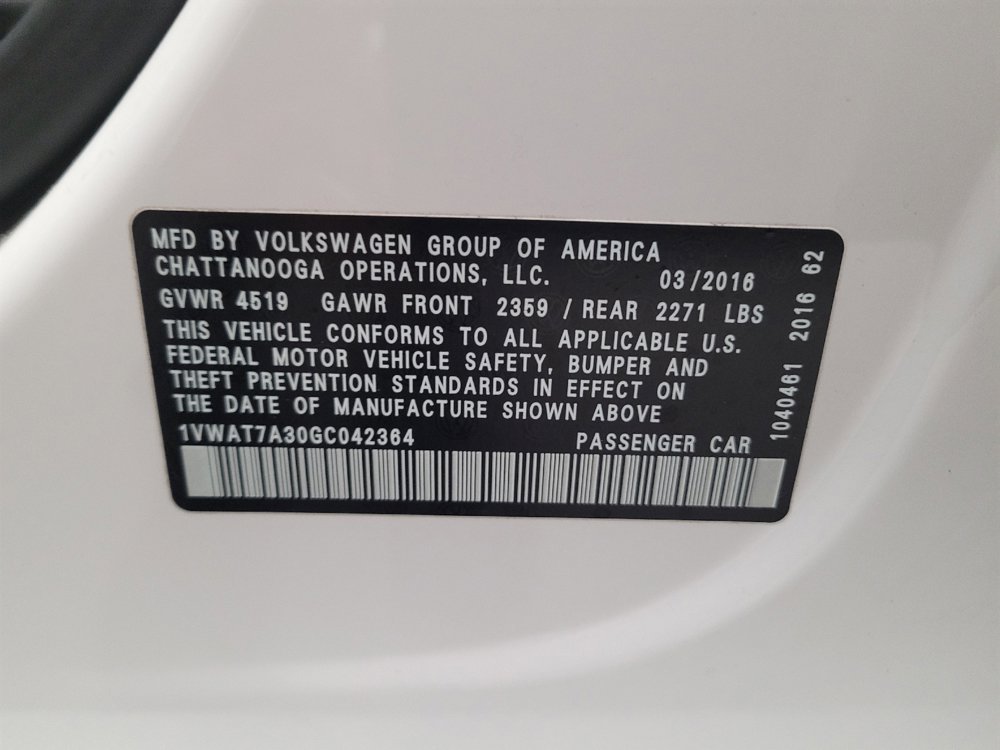 MFD BY VOLKSWAGEN GROUP OF AMERICA
CHATTANOOGA OPERATIONS, LLC. 03/2016
GVWR 4519 GAWR FRONT 2359 / REAR 2271 LBS
THIS VEHICLE CONFORMS TO ALL APPLICABLE U.S.
FEDERAL MOTOR VEHICLE SAFETY, BUMPER AND
THEFT PREVENTION STANDARDS IN EFFECT ON
THE DATE OF MANUFACTURE SHOWN ABOVE
1VWAT7A30GC042364 PASSENGER CAR
1040461 2016 62